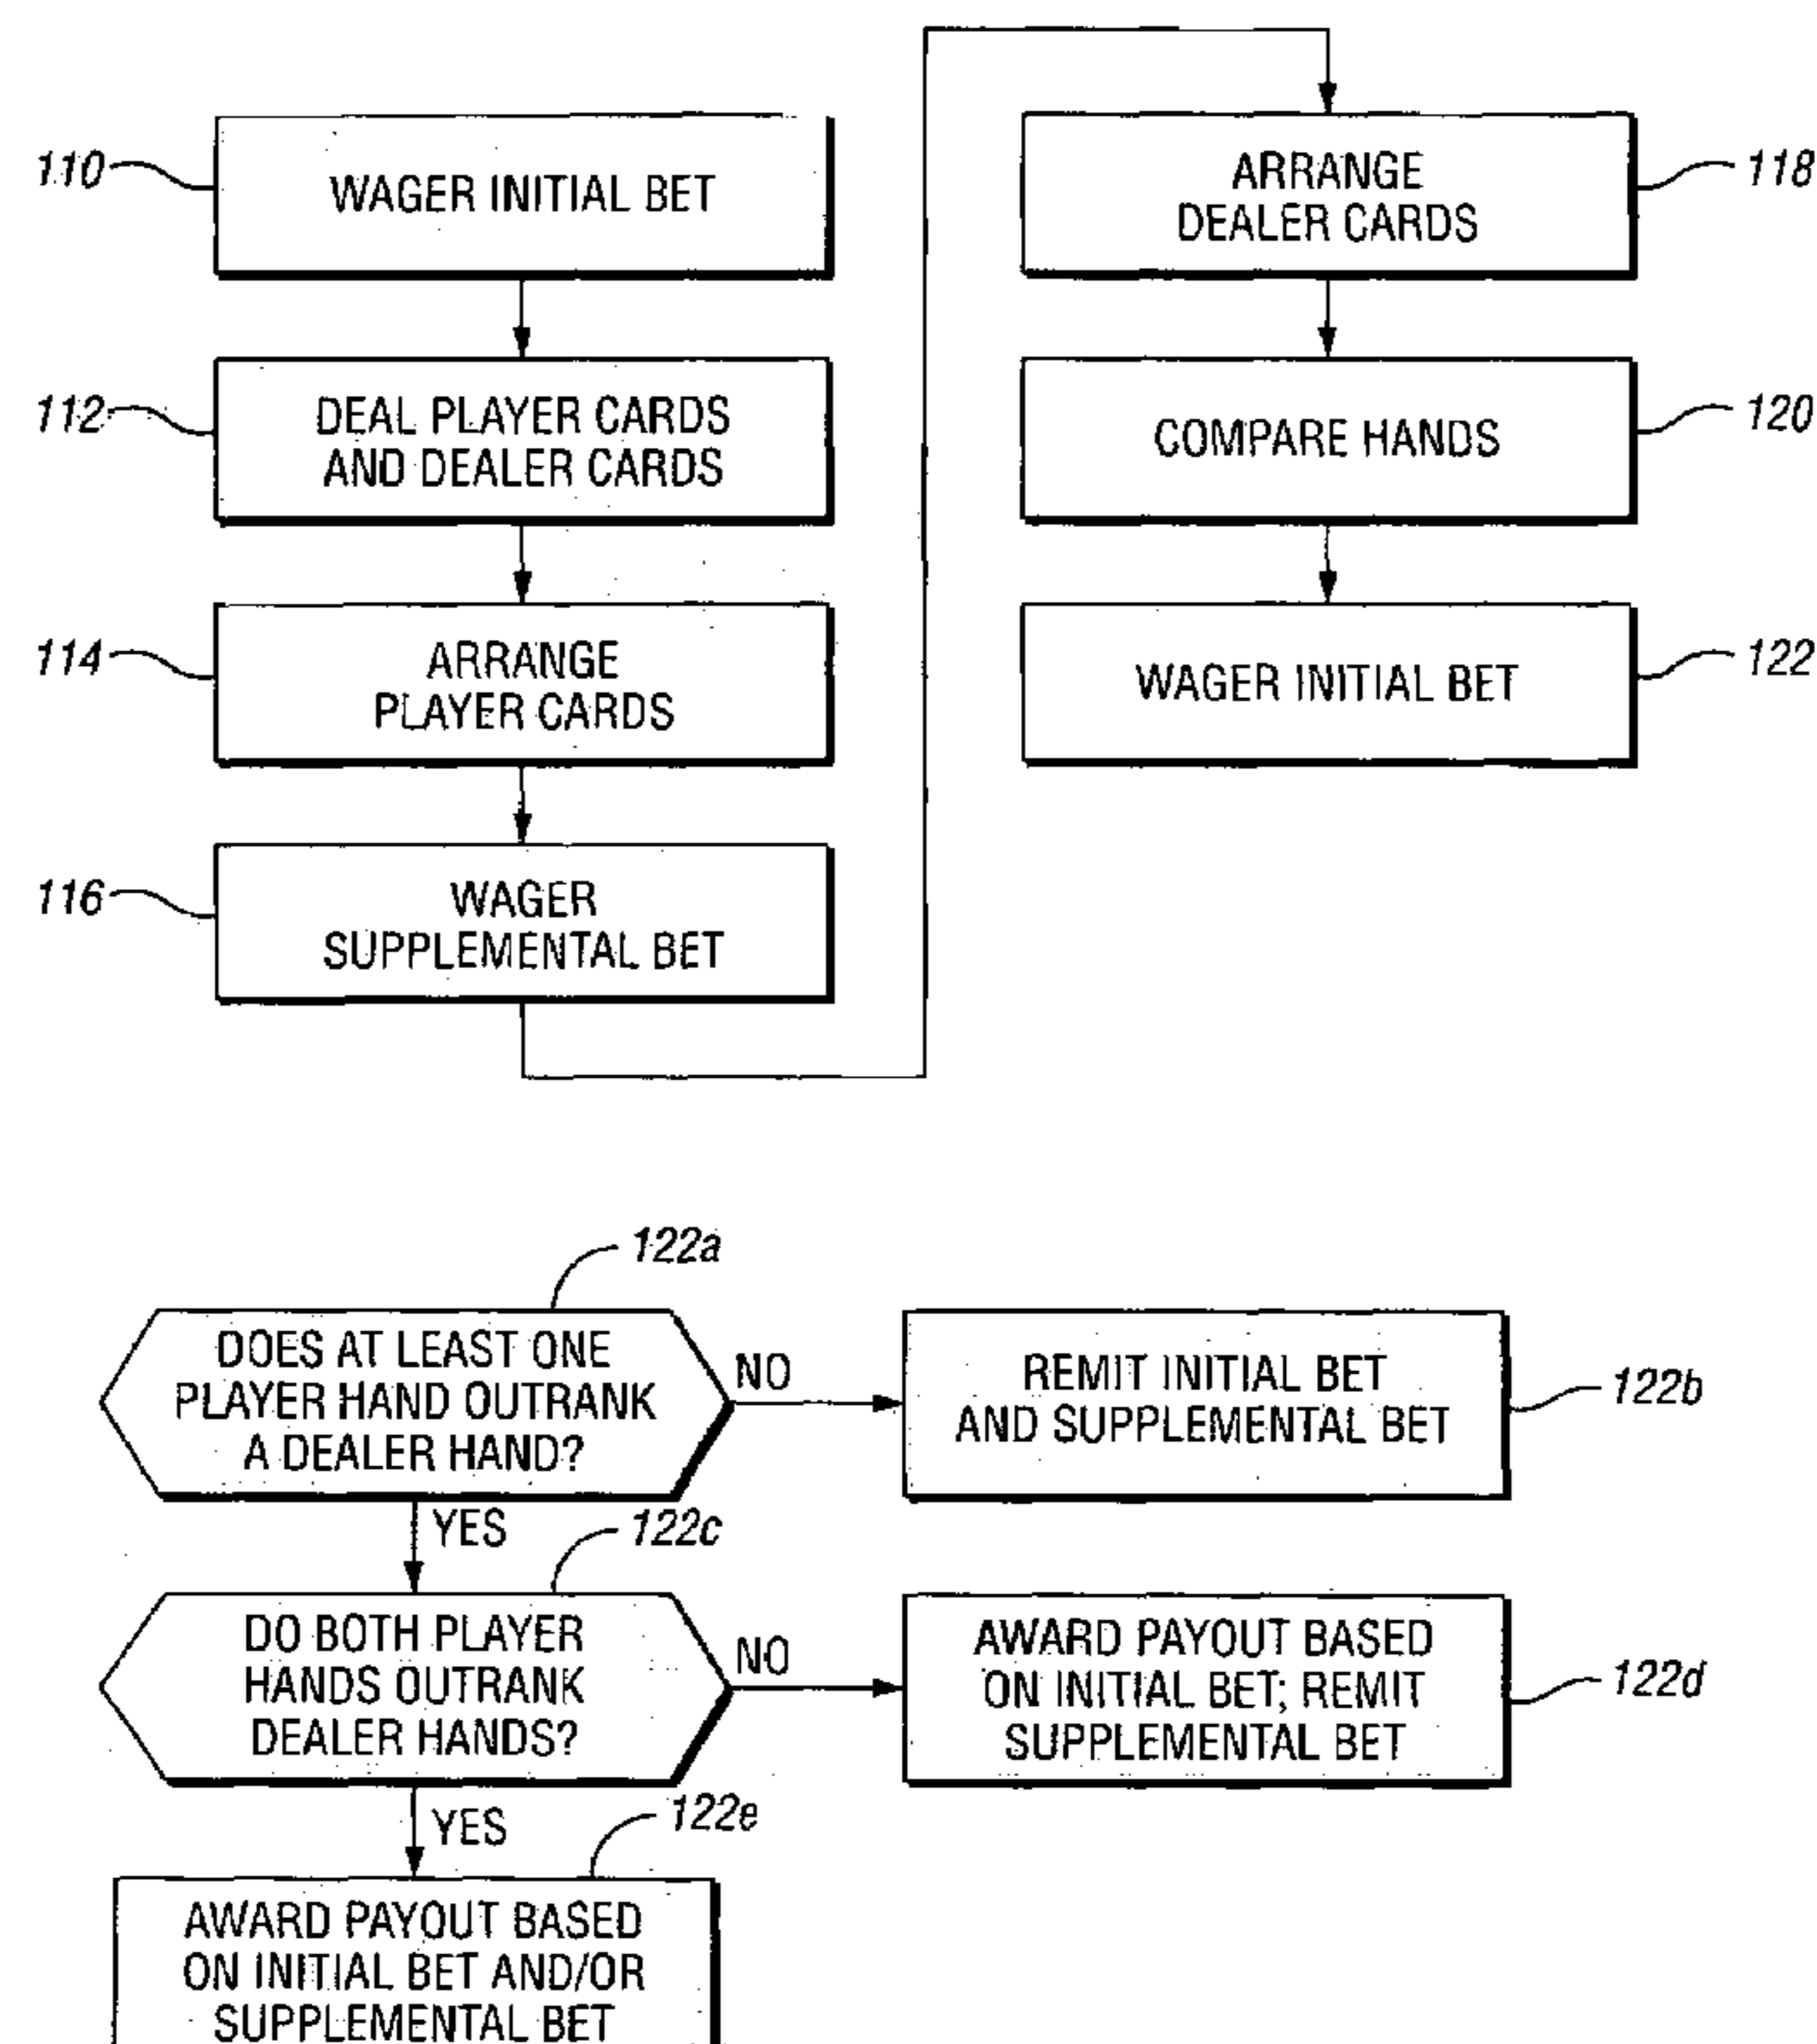 110
WAGER INITIAL BET
112
DEAL PLAYER CARDS
AND DEALER CARDS
114
ARRANGE
PLAYER CARDS
116
WAGER
SUPPLEMENTAL BET
ARRANGE
DEALER CARDS
118
COMPARE HANDS
120
WAGER INITIAL BET
122
122a
DOES AT LEAST ONE
PLAYER HAND OUTRANK
A DEALER HAND?
NO
REMIT INITIAL BET
AND SUPPLEMENTAL BET
122b
YES
122c
DO BOTH PLAYER
HANDS OUTRANK
DEALER HANDS?
NO
AWARD PAYOUT BASED
ON INITIAL BET; REMIT
SUPPLEMENTAL BET
122d
YES
122e
AWARD PAYOUT BASED
ON INITIAL BET AND/OR
SUPPLEMENTAL BET